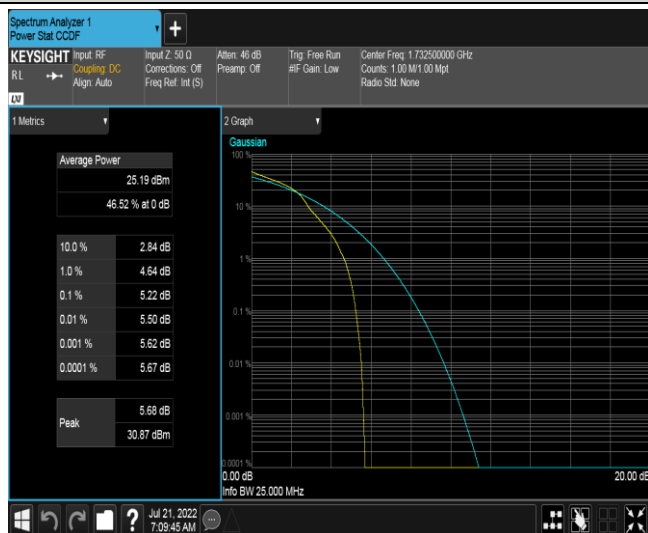 Spectrum Analyzer 1
Power Stat CCDF
+
KEYSIGHT
RL
LXI
Input: RF
Coupling: DC
Align: Auto
Input Z: 50 Ω
Corrections: Off
Freq Ref: Int (S)
Atten: 46 dB
Preamp: Off
Trig: Free Run
#IF Gain: Low
Center Freq: 1.732500000 GHz
Counts: 1.00 M/1.00 Mpt
Radio Std: None
1 Metrics
Average Power
25.19 dBm
46.52 % at 0 dB
10.0 % 2.84 dB
1.0 % 4.64 dB
0.1 % 5.22 dB
0.01 % 5.50 dB
0.001 % 5.62 dB
0.0001 % 5.67 dB
Peak 5.68 dB
30.87 dBm
2 Graph
Gaussian
100 %
10 %
1 %
0.1 %
0.01 %
0.001 %
0.0001 %
0.00 dB 20.00 dB
Info BW 25.000 MHz
?
Jul 21, 2022
7:09:45 AM